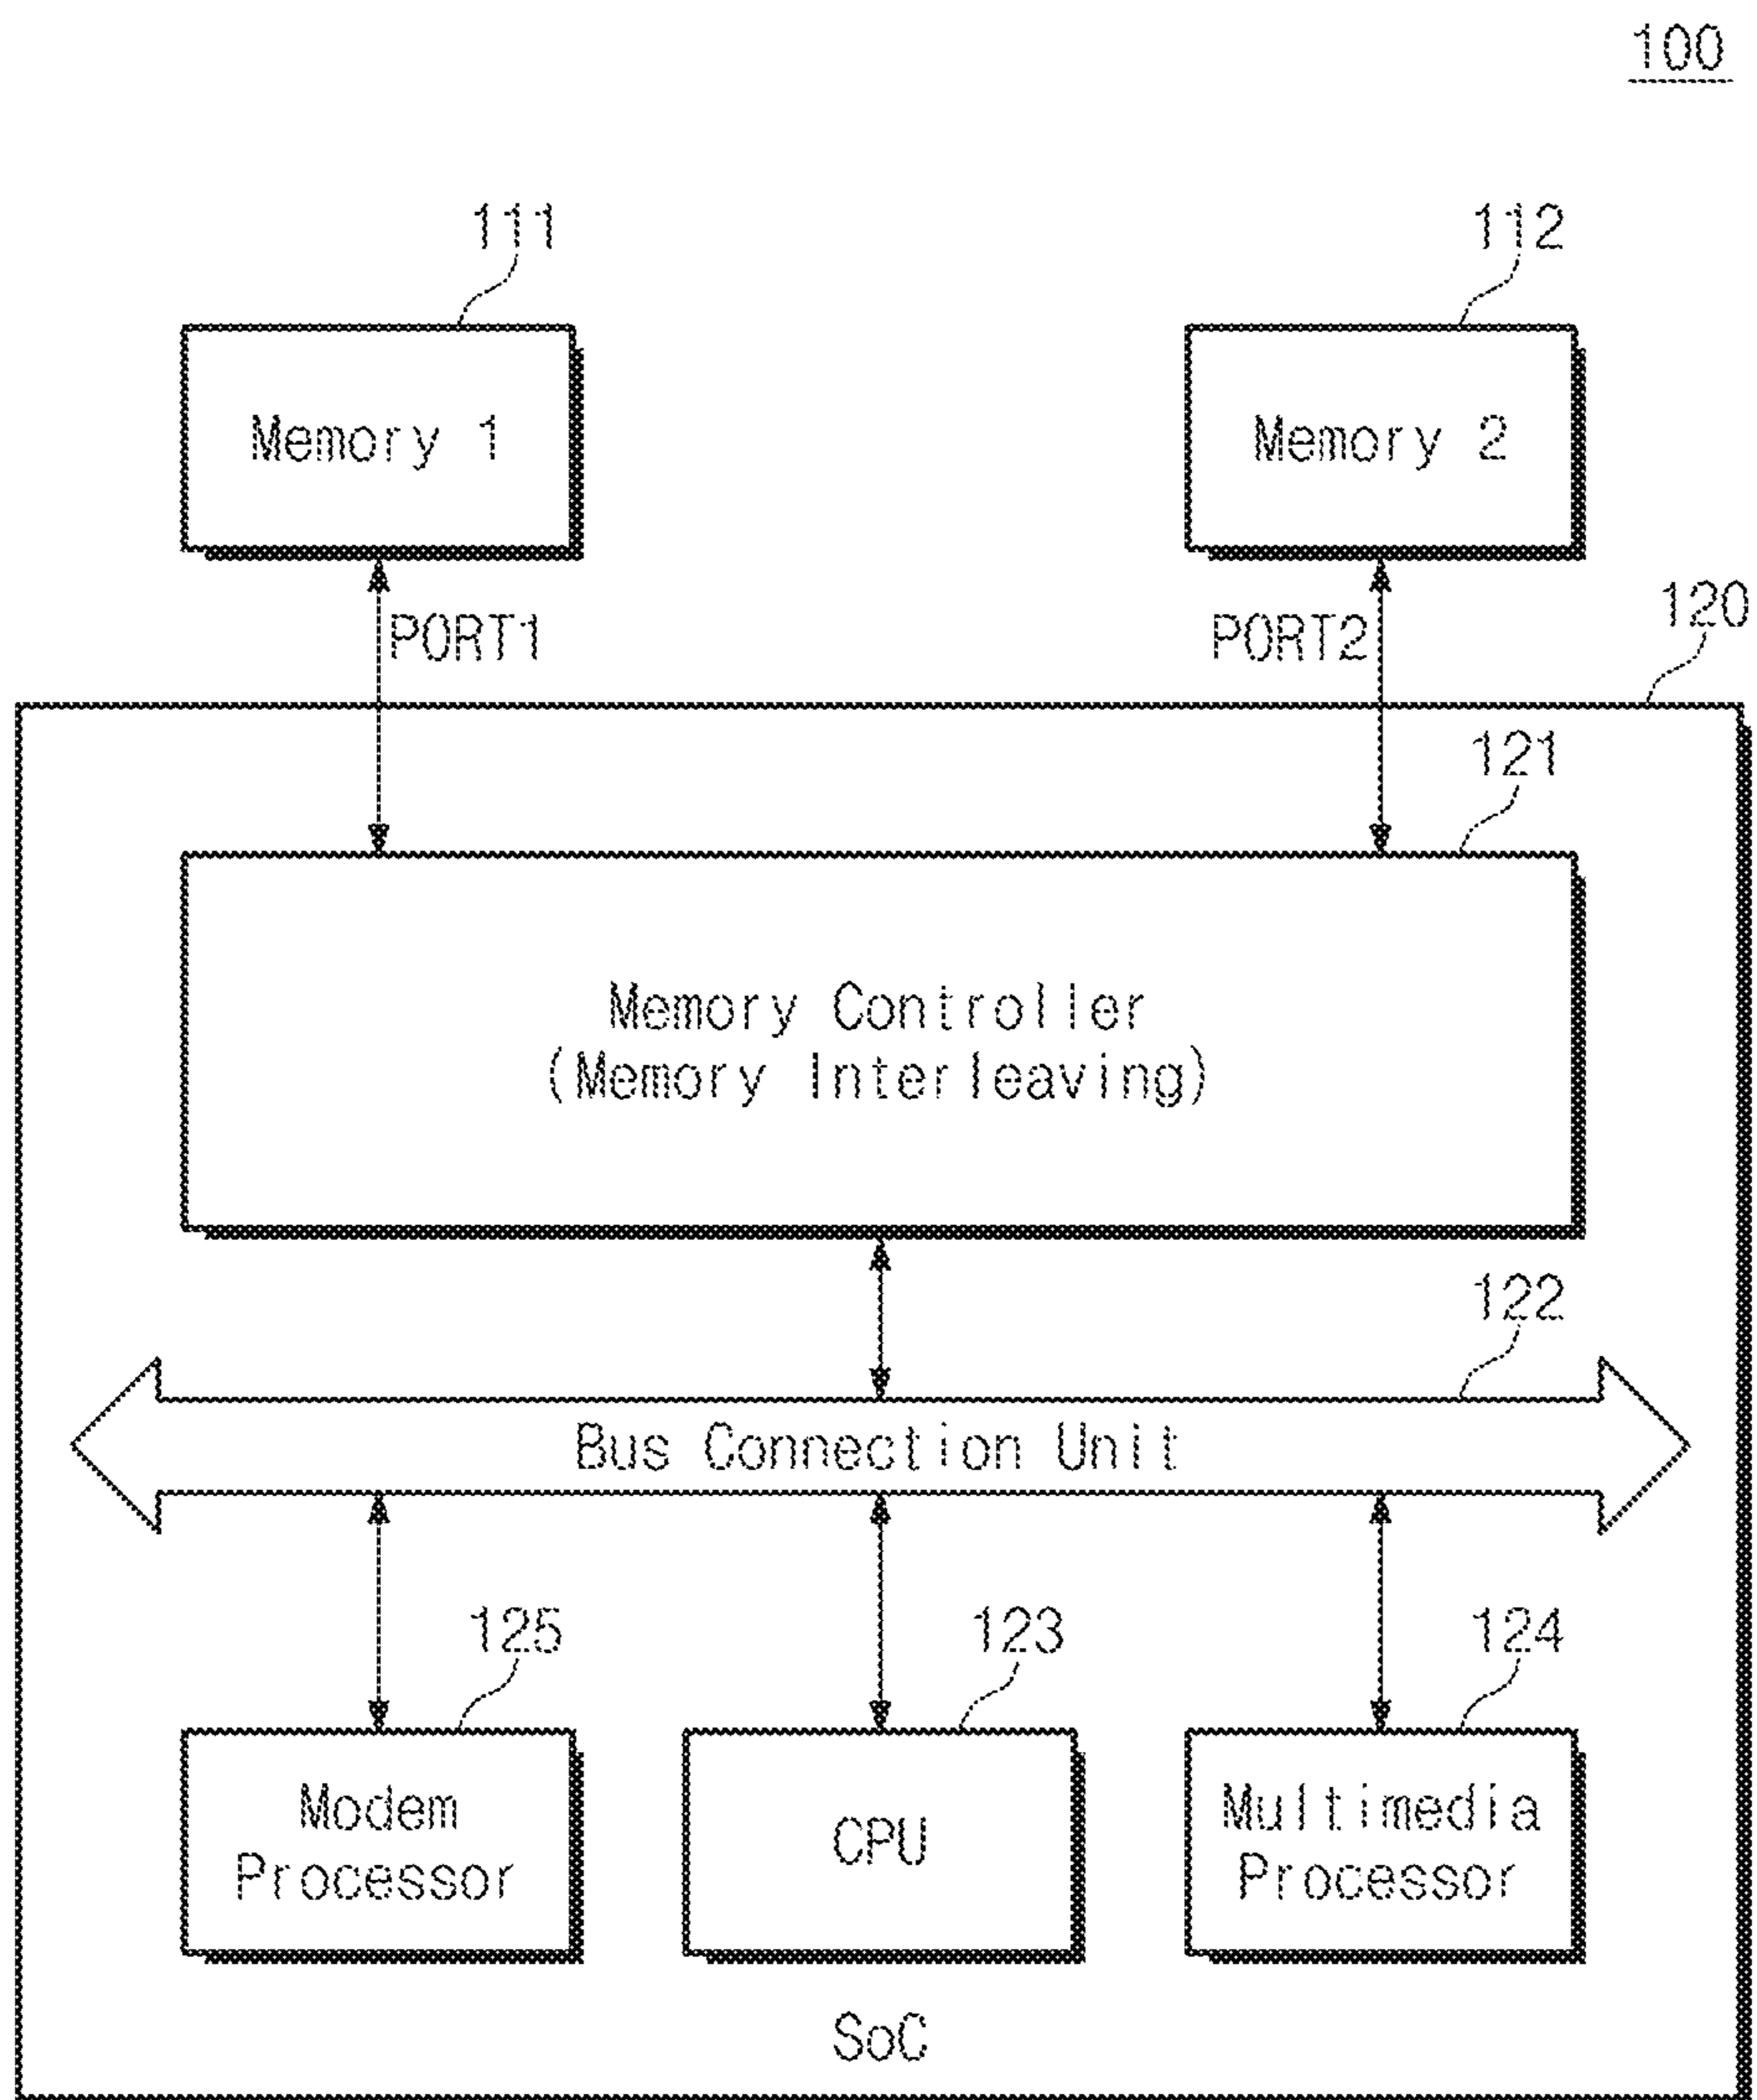 100
111
112
Memory 1
Memory 2
PORT1
PORT2
120
121
Memory Controller
(Memory Interleaving)
122
Bus Connection Unit
125
123
124
Modem
Processor
CPU
Multimedia
Processor
SoC